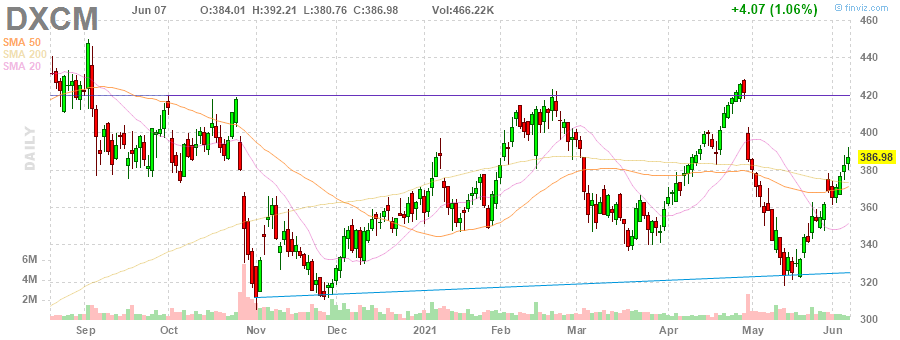 DXCM
Jun 07 O:384.01 H:392.21 L:380.76 C:386.98 Vol:466.22K +4.07 (1.06%)
© finviz.com
SMA 50
SMA 200
SMA 20
DAILY
460
440
420
400
386.98
380
360
340
320
300
6M
4M
2M
Sep Oct Nov Dec 2021 Feb Mar Apr May Jun